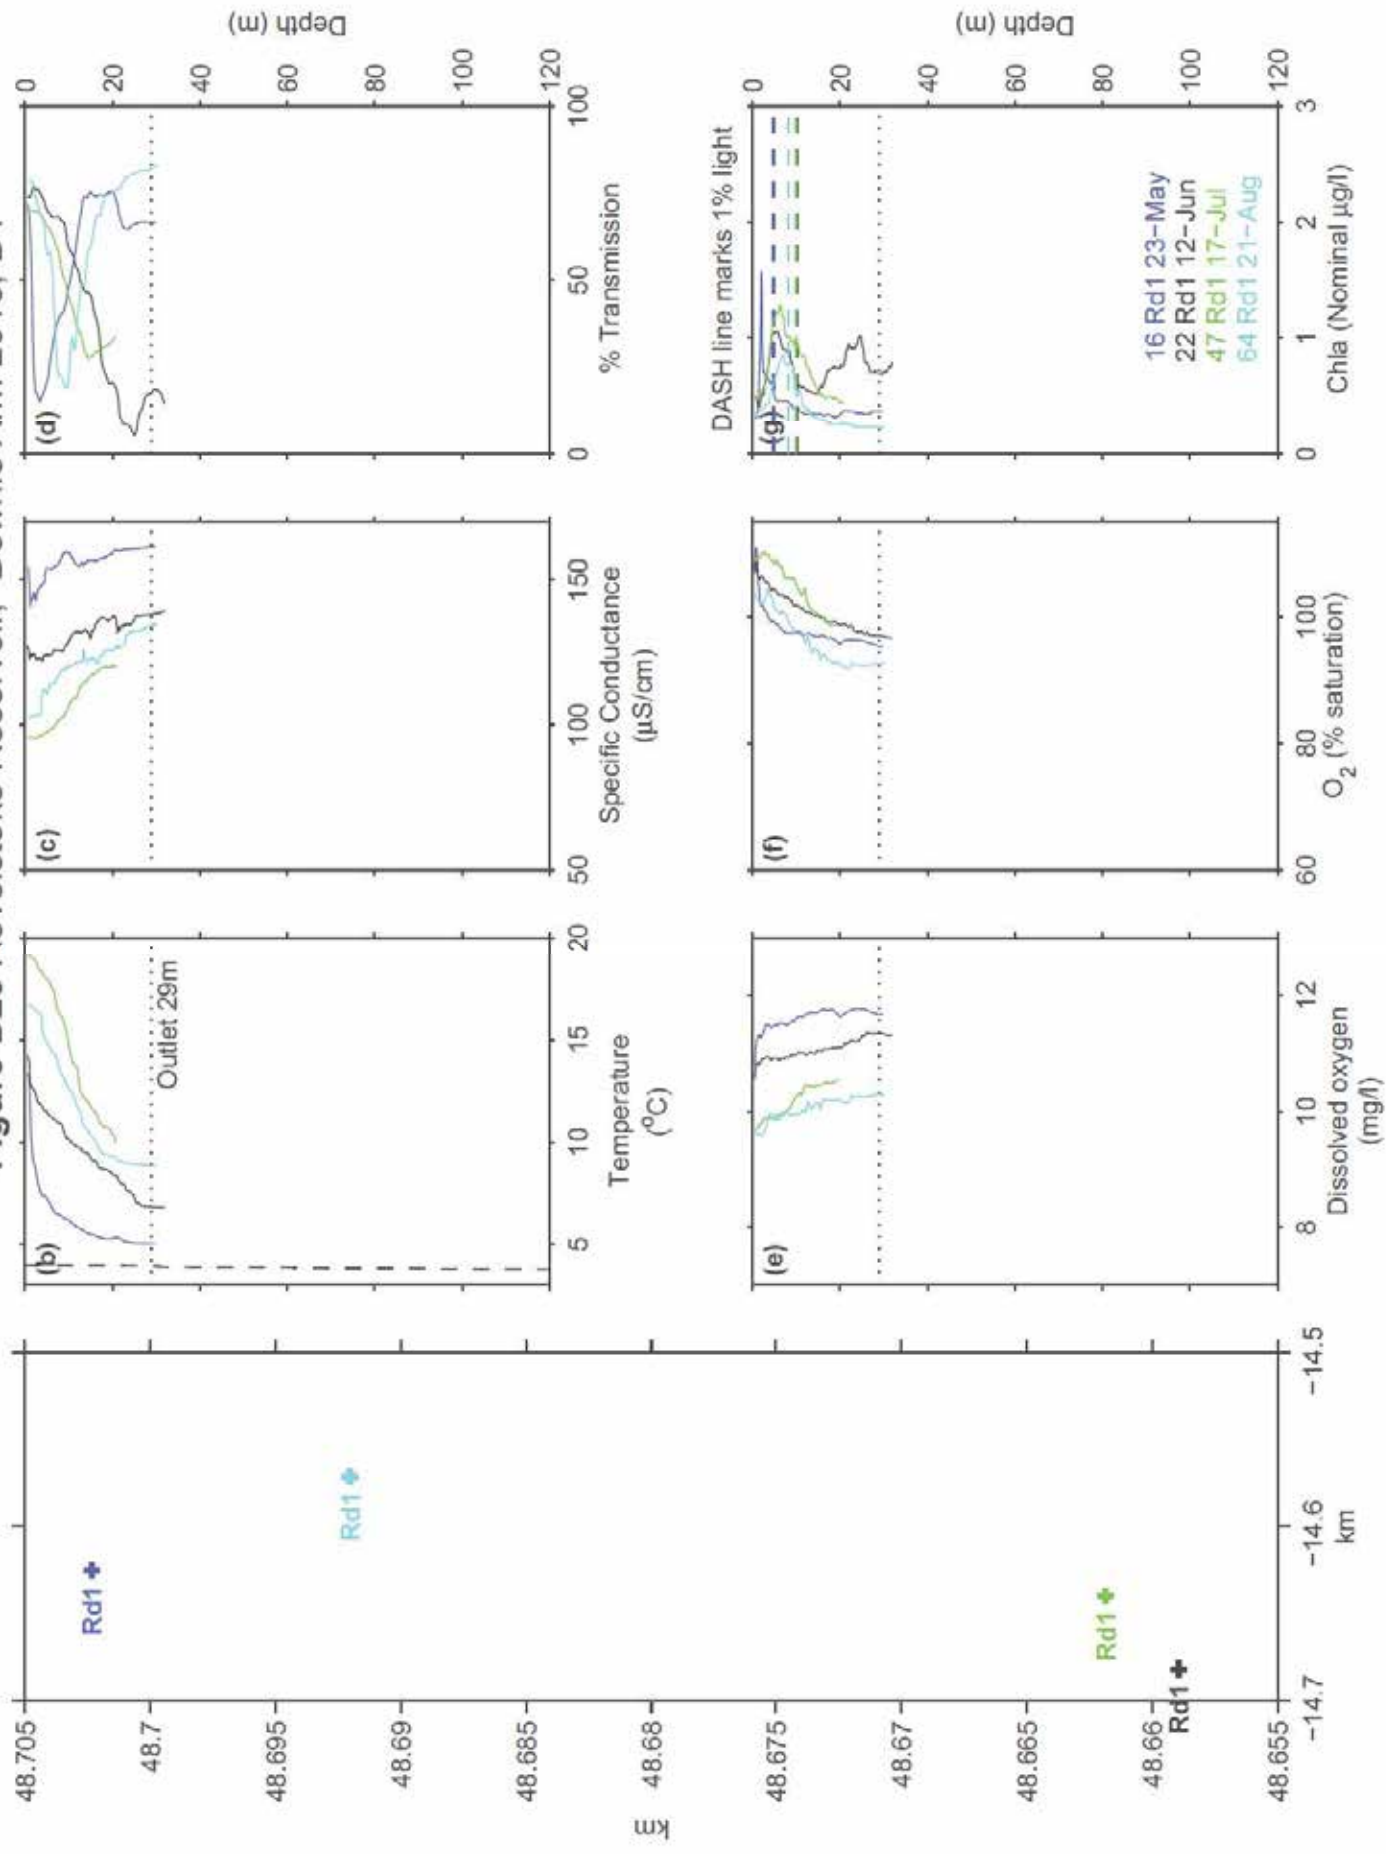 48.705
48.7
48.695
48.69
48.685
48.68
48.675
48.67
48.665
48.66
48.655
km
−14.7
−14.6
−14.5
km
Rd1
Rd1
Rd1
Rd1
(b)
Outlet 29m
5
10
15
20
Temperature
(°C)
(c)
50
100
150
Specific Conductance
(µS/cm)
(d)
0
50
100
% Transmission
0
20
40
60
80
100
120
Depth (m)
(e)
8
10
12
Dissolved oxygen
(mg/l)
(f)
60
80
100
O₂ (% saturation)
DASH line marks 1% light
(g)
16 Rd1 23−May
22 Rd1 12−Jun
47 Rd1 17−Jul
64 Rd1 21−Aug
0
1
2
3
Chla (Nominal µg/l)
0
20
40
60
80
100
120
Depth (m)